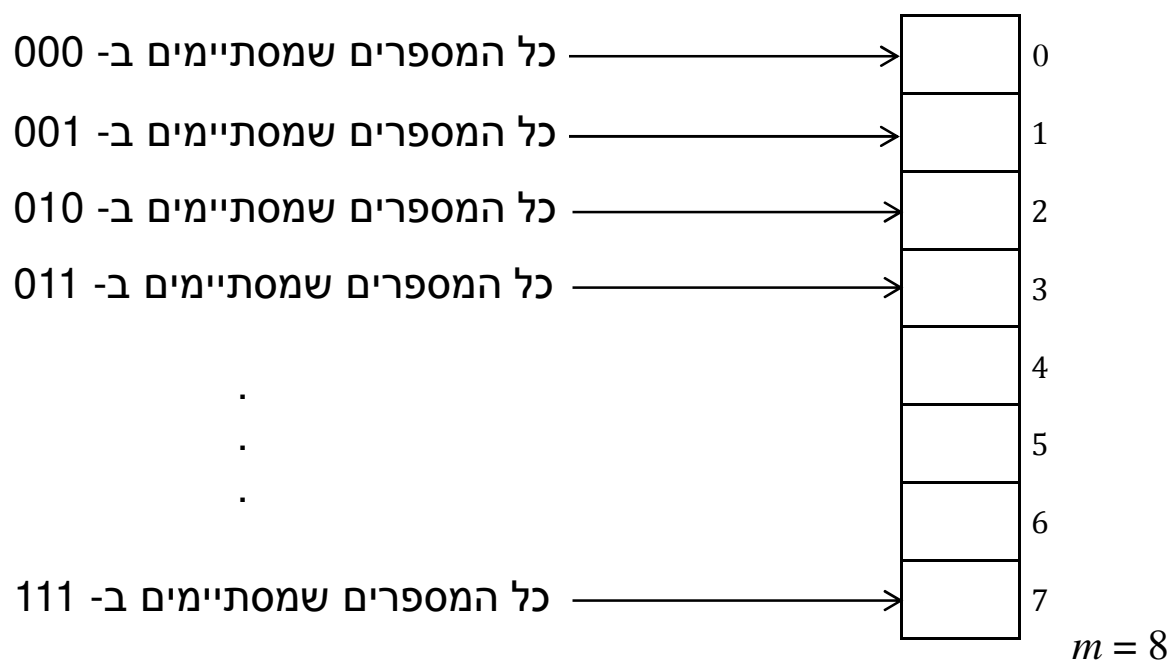 כל המספרים שמסתיימים ב- 000 0
כל המספרים שמסתיימים ב- 001 1
כל המספרים שמסתיימים ב- 010 2
כל המספרים שמסתיימים ב- 011 3
4
.
.
5
.
6
כל המספרים שמסתיימים ב- 111 7
m = 8